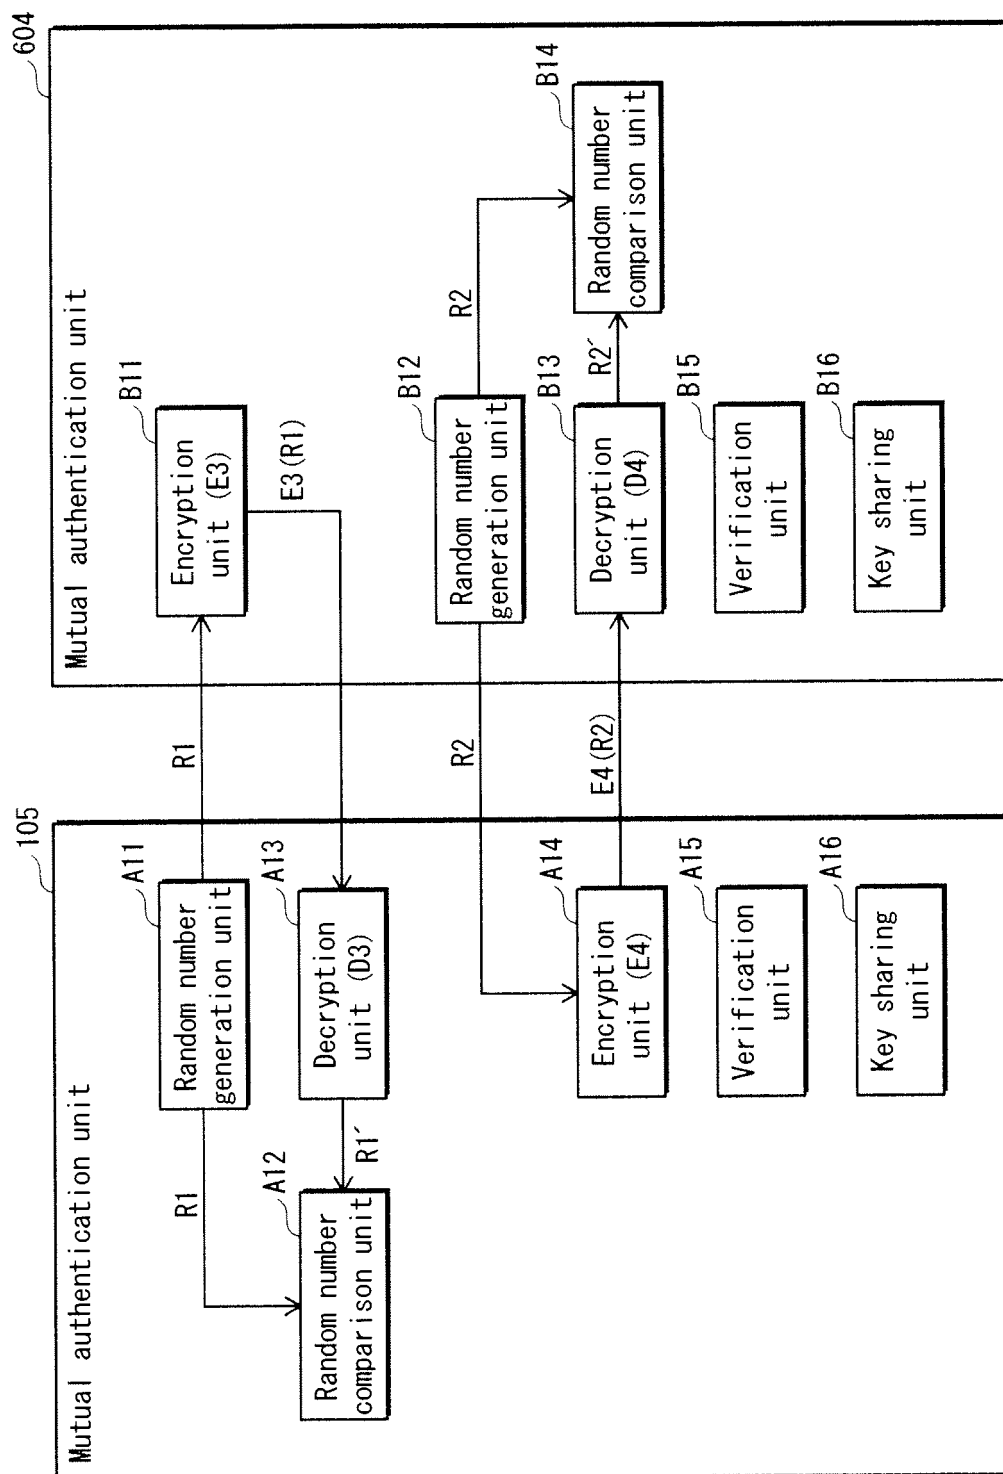 105
Mutual authentication unit
A11
Random number
generation unit
R1
R1
A12
Random number
comparison unit
R1′
A13
Decryption
unit (D3)
A14
Encryption
unit (E4)
A15
Verification
unit
A16
Key sharing
unit
R2
E4(R2)
604
Mutual authentication unit
B11
Encryption
unit (E3)
E3(R1)
B12
Random number
generation unit
R2
B13
Decryption
unit (D4)
R2′
B14
Random number
comparison unit
B15
Verification
unit
B16
Key sharing
unit